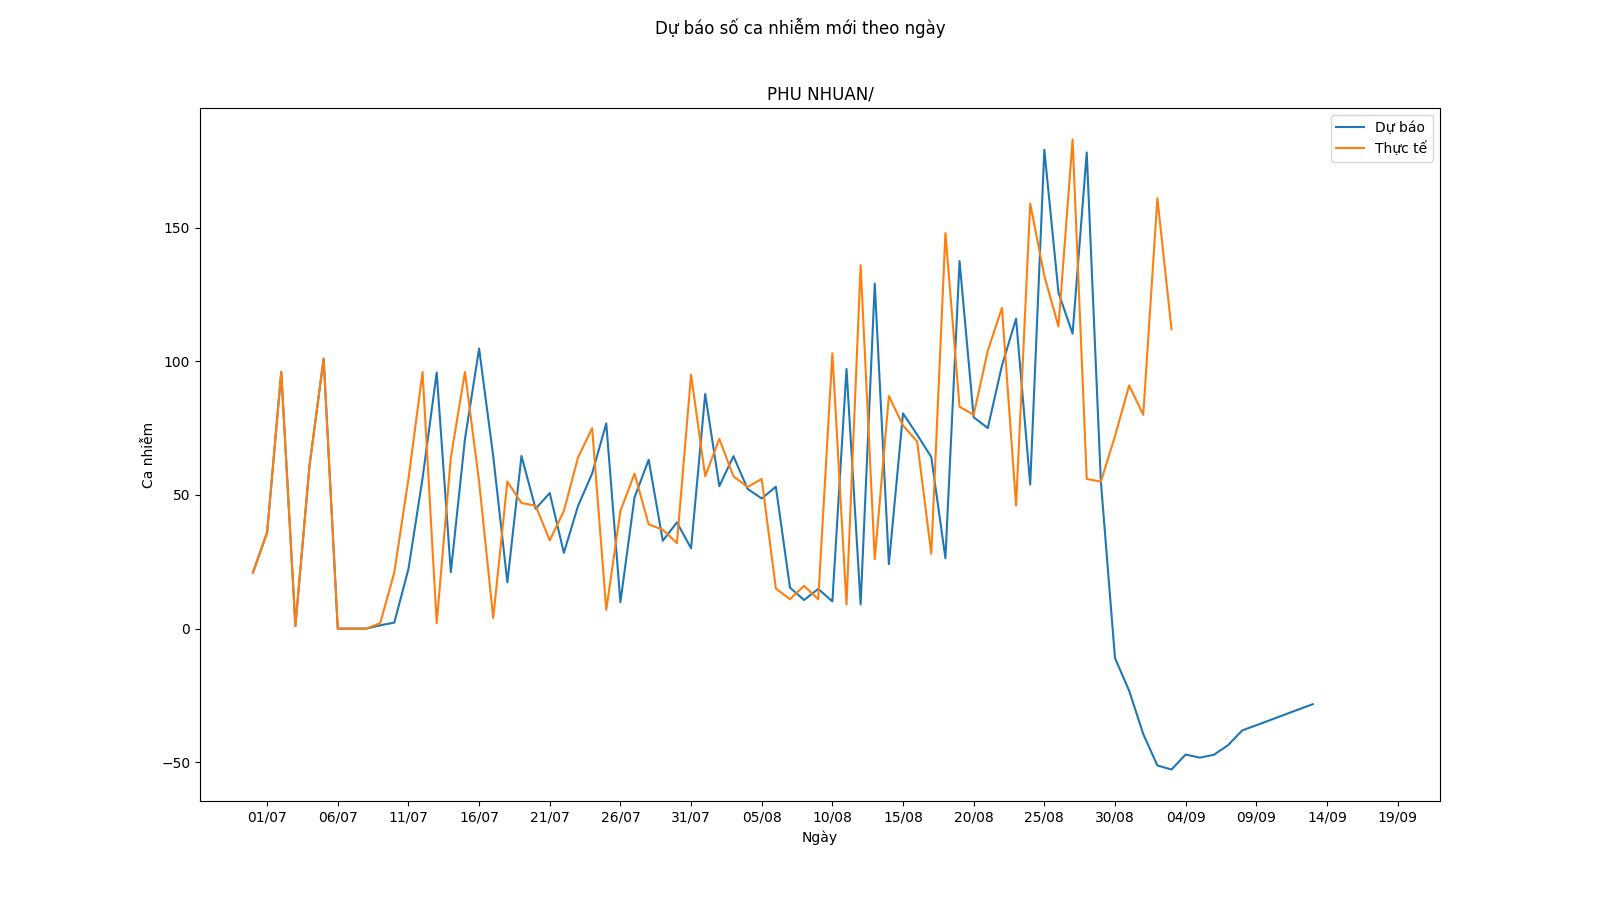 Dự báo số ca nhiễm mới theo ngày
PHU NHUAN/
Dự báo
Thực tế
150
100
50
0
−50
Ca nhiễm
01/07 06/07 11/07 16/07 21/07 26/07 31/07 05/08 10/08 15/08 20/08 25/08 30/08 04/09 09/09 14/09 19/09
Ngày